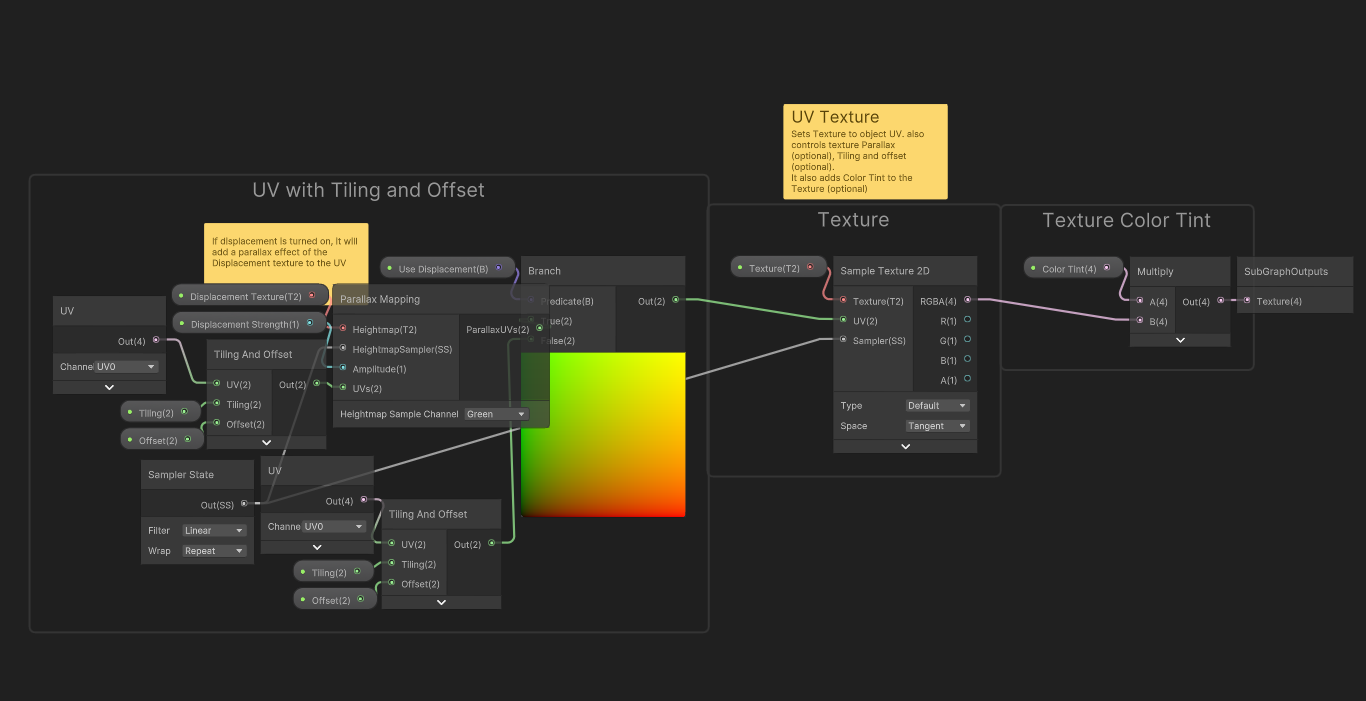 UV Texture
Sets Texture to object UV. also
controls texture Parallax
(optional), Tiling and offset
(optional).
It also adds Color Tint to the
Texture (optional)
UV with Tiling and Offset
If displacement is turned on, it will
add a parallax effect of the
Displacement texture to the UV
Use Displacement(B)
Branch
Predicate(B)
Out(2)
True(2)
False(2)
Displacement Texture(T2)
Displacement Strength(1)
Parallax Mapping
Heightmap(T2)
ParallaxUVs(2)
HeightmapSampler(SS)
Amplitude(1)
UVs(2)
Heightmap Sample Channel
Green
UV
Out(4)
Channe
UV0
Tiling And Offset
UV(2)
Out(2)
Tiling(2)
Offset(2)
Tiling(2)
Offset(2)
Sampler State
Out(SS)
Filter
Linear
Wrap
Repeat
UV
Out(4)
Channe
UV0
Tiling And Offset
UV(2)
Out(2)
Tiling(2)
Offset(2)
Tiling(2)
Offset(2)
Texture
Texture(T2)
Sample Texture 2D
Texture(T2)
RGBA(4)
UV(2)
R(1)
Sampler(SS)
G(1)
B(1)
A(1)
Type
Default
Space
Tangent
Texture Color Tint
Color Tint(4)
Multiply
A(4)
Out(4)
B(4)
SubGraphOutputs
Texture(4)